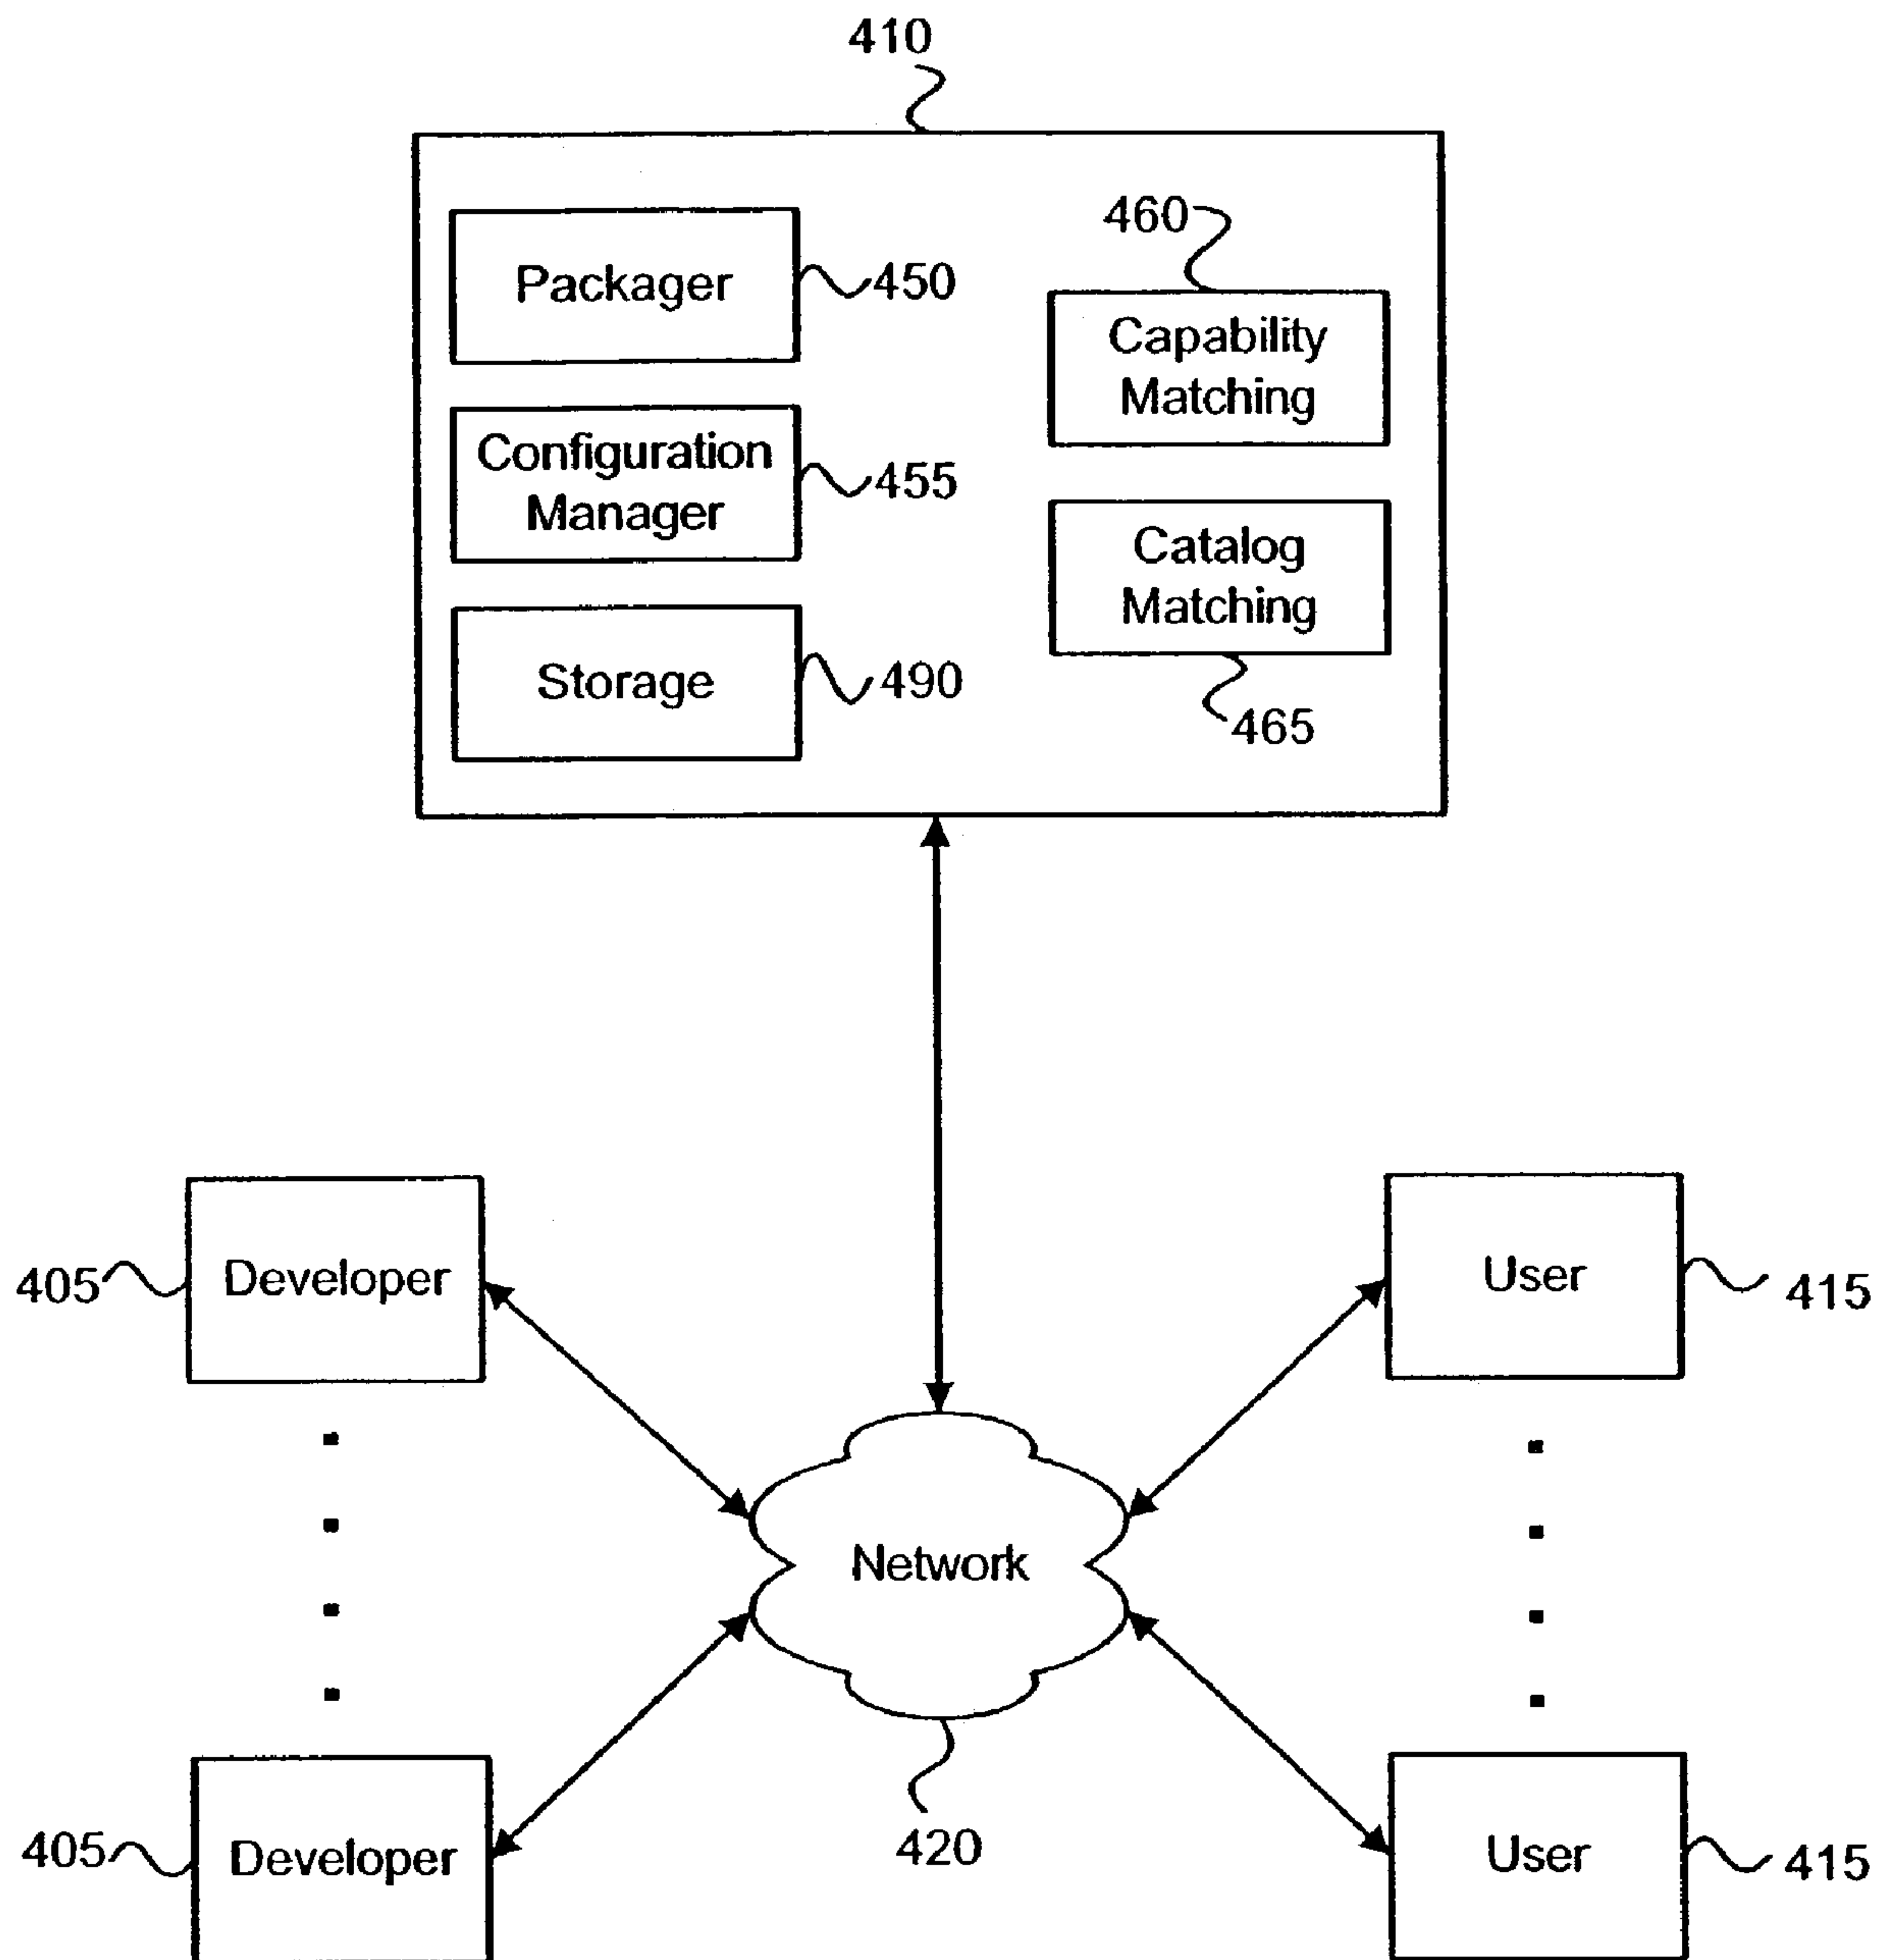 410
Packager
450
460
Capability
Matching
Configuration
Manager
455
Catalog
Matching
Storage
490
465
405
Developer
User
415
Network
405
Developer
420
User
415